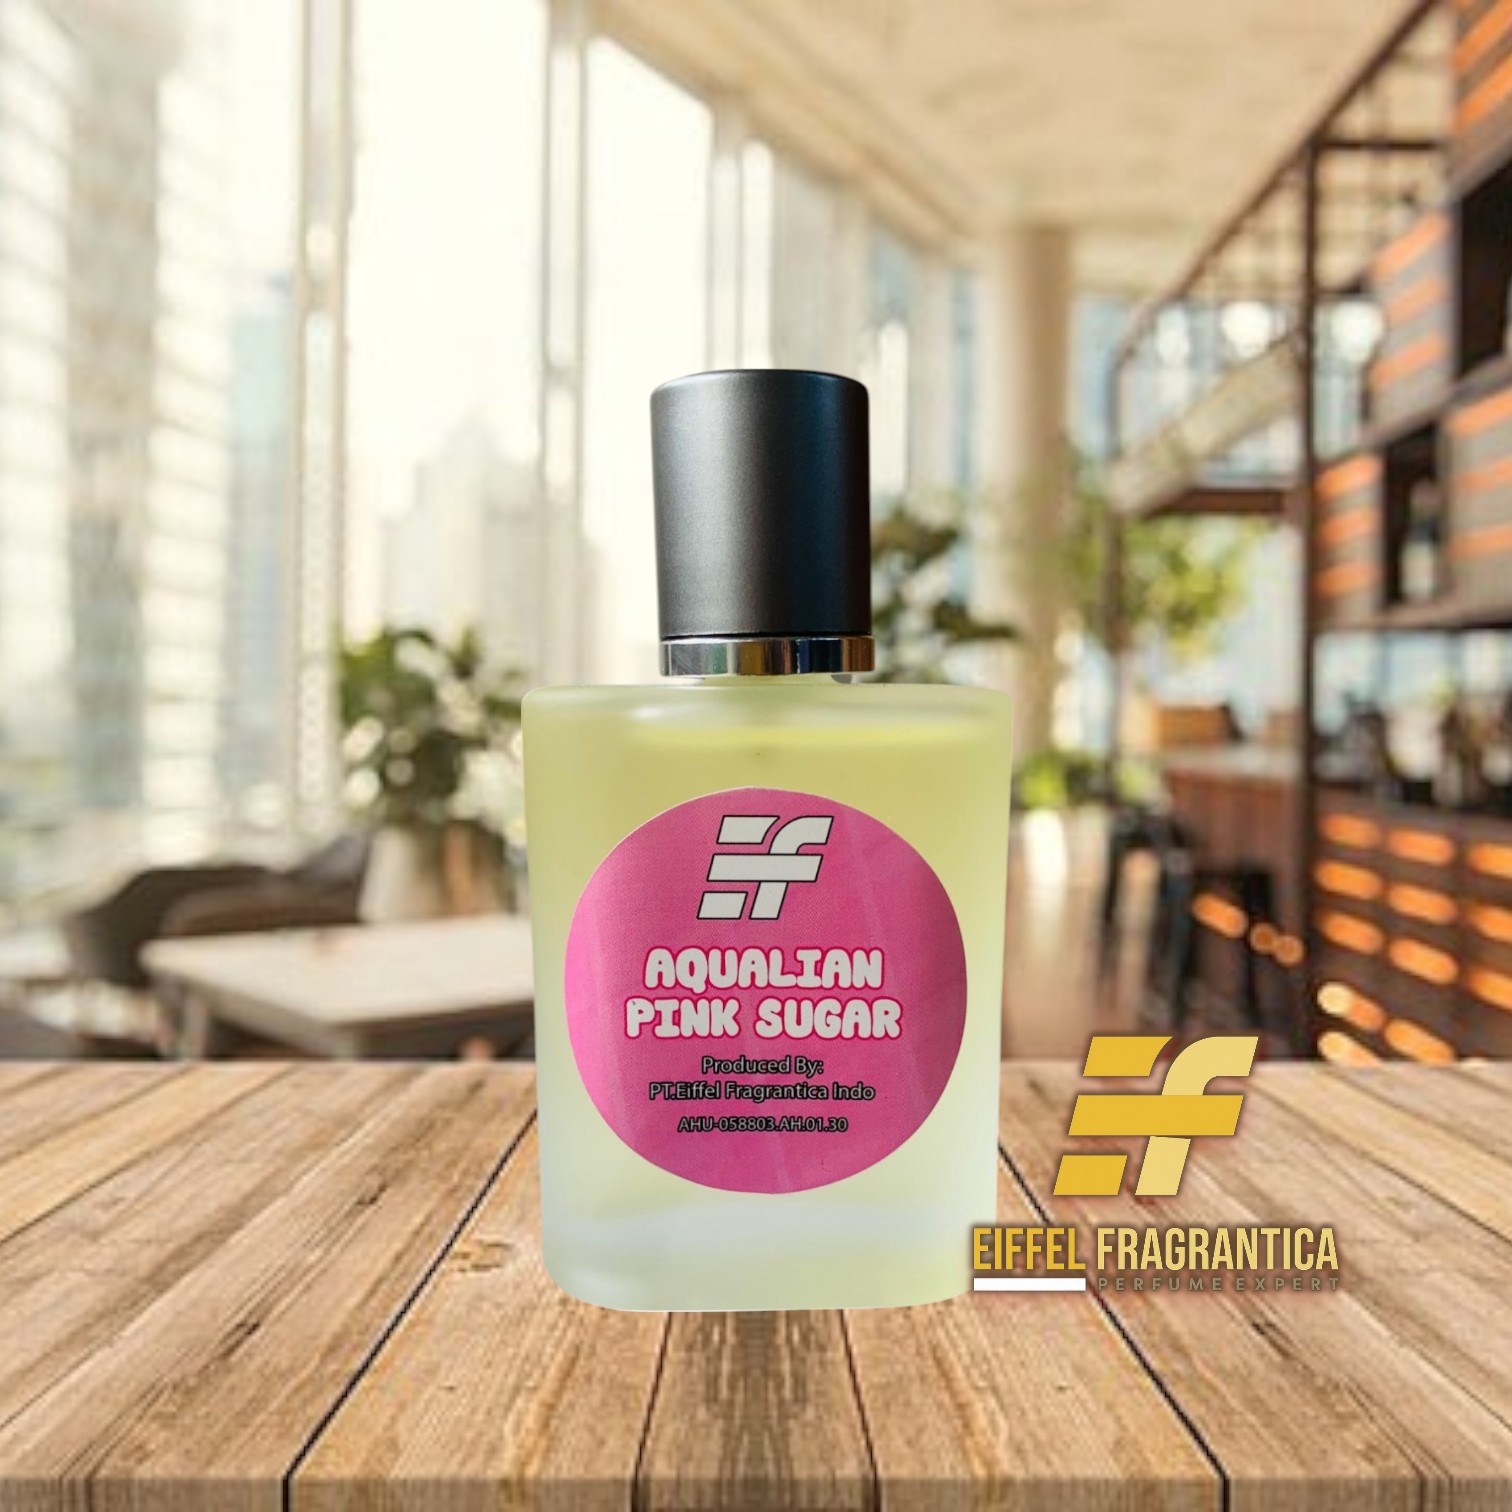 AQUALIAN
PINK SUGAR
Produced By:
PT.Eiffel Fragrantica Indo
AHU-058803.AH.01.30
EIFFEL FRAGRANTICA
PERFUME EXPERT